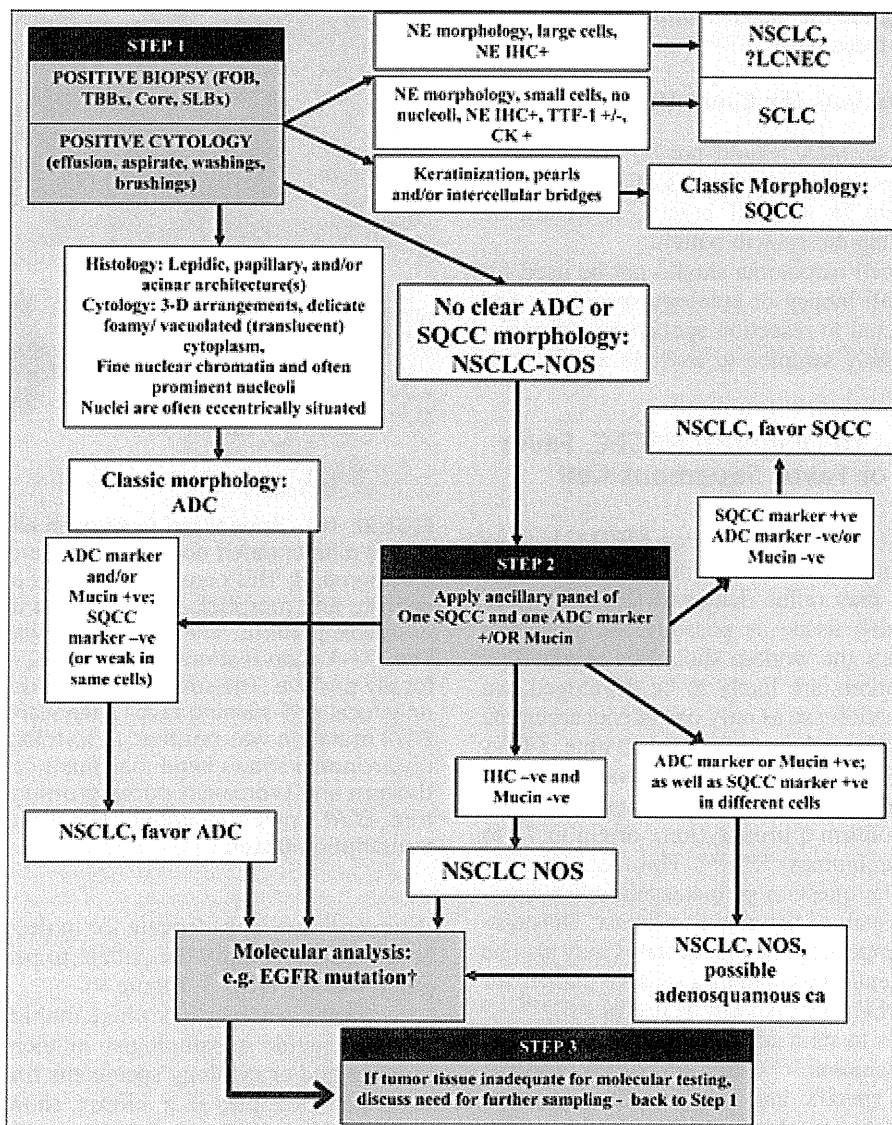 STEP 1
POSITIVE BIOPSY (FOB,
TBBx, Core, SLBx)
POSITIVE CYTOLOGY
(effusion, aspirate, washings,
brushings)
NE morphology, large cells,
NE IHC+
NSCLC,
?LCNEC
NE morphology, small cells, no
nucleoli, NE IHC+, TTF-1 +/-,
CK +
SCLC
Keratinization, pearls
and/or intercellular bridges
Classic Morphology:
SQCC
Histology: Lepidic, papillary, and/or
acinar architecture(s)
Cytology: 3-D arrangements, delicate
foamy/ vacuolated (translucent)
cytoplasm,
Fine nuclear chromatin and often
prominent nucleoli
Nuclei are often eccentrically situated
No clear ADC or
SQCC morphology:
NSCLC-NOS
Classic morphology:
ADC
NSCLC, favor SQCC
SQCC marker +ve
ADC marker -ve/or
Mucin -ve
ADC marker
and/or
Mucin +ve;
SQCC
marker –ve
(or weak in
same cells)
STEP 2
Apply ancillary panel of
One SQCC and one ADC marker
+/OR Mucin
IHC –ve and
Mucin -ve
ADC marker or Mucin +ve;
as well as SQCC marker +ve
in different cells
NSCLC, favor ADC
NSCLC NOS
Molecular analysis:
e.g. EGFR mutation†
NSCLC, NOS,
possible
adenosquamous ca
STEP 3
If tumor tissue inadequate for molecular testing,
discuss need for further sampling - back to Step 1